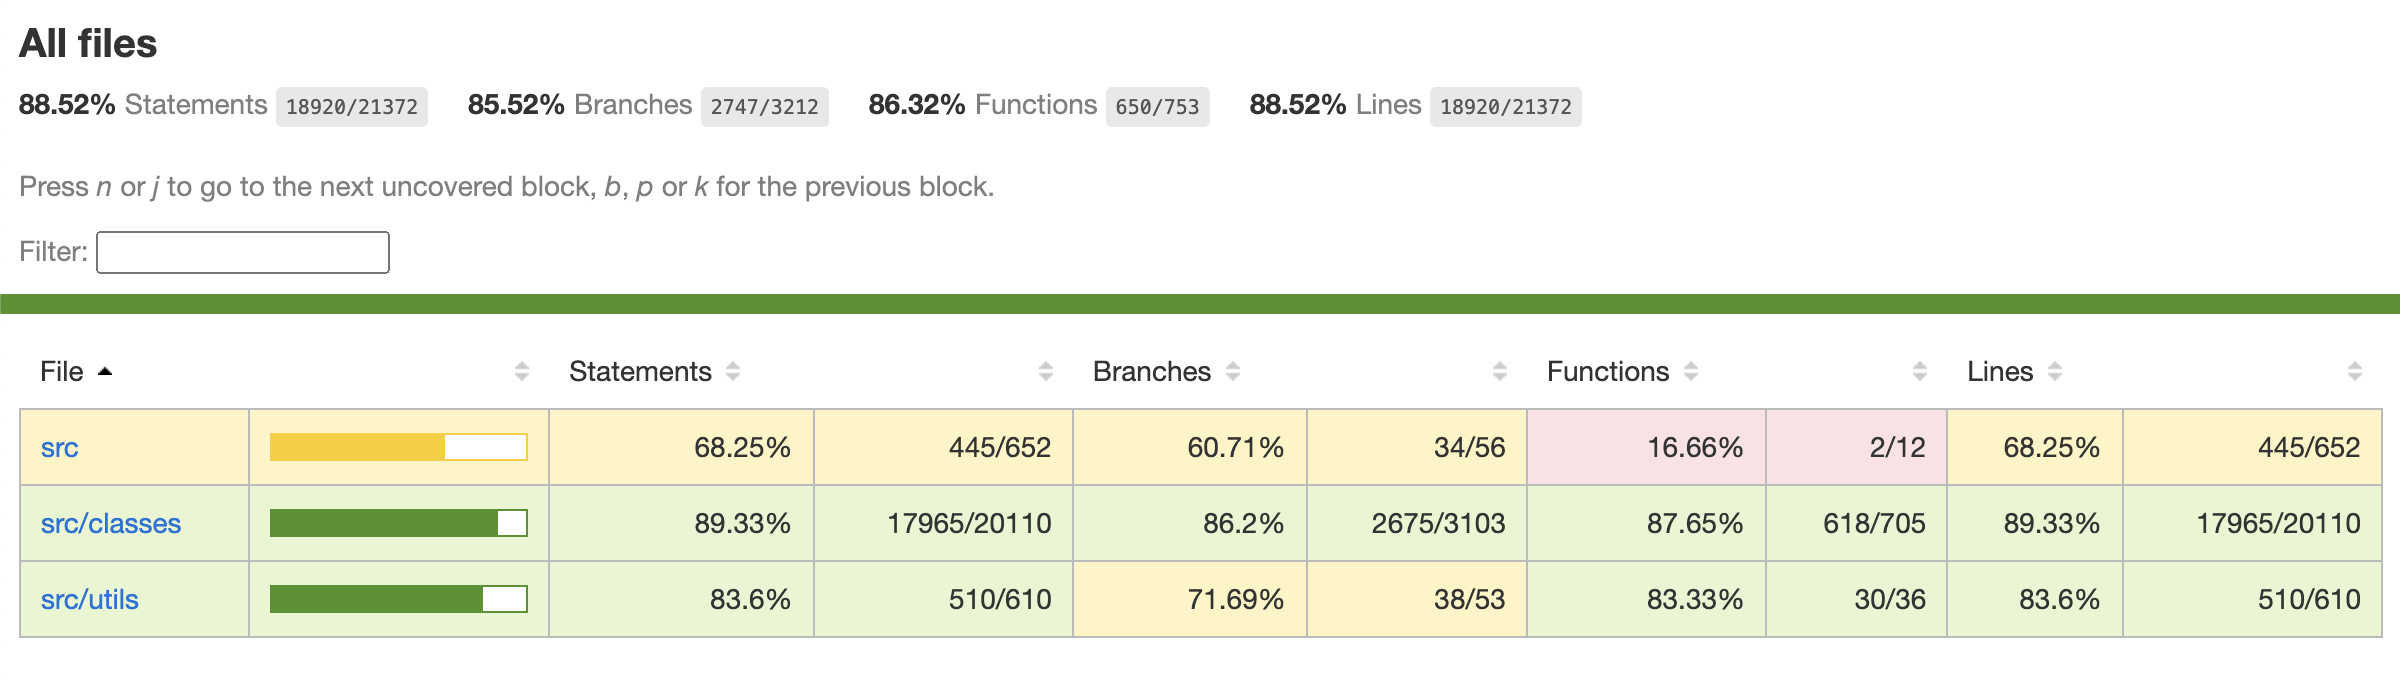 All files
88.52% Statements 18920/21372 85.52% Branches 2747/3212 86.32% Functions 650/753 88.52% Lines 18920/21372
Press n or j to go to the next uncovered block, b, p or k for the previous block.
Filter:
File Statements Branches Functions Lines
src 68.25% 445/652 60.71% 34/56 16.66% 2/12 68.25% 445/652
src/classes 89.33% 17965/20110 86.2% 2675/3103 87.65% 618/705 89.33% 17965/20110
src/utils 83.6% 510/610 71.69% 38/53 83.33% 30/36 83.6% 510/610